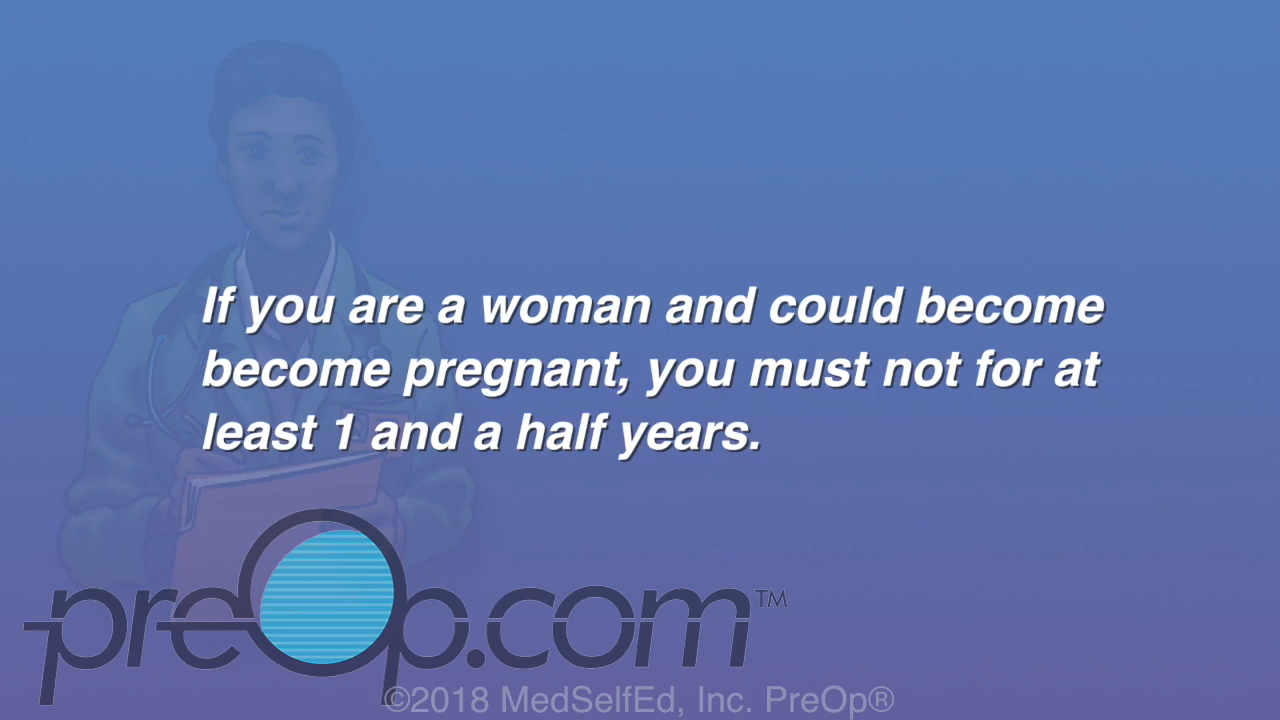 If you are a woman and could become
become pregnant, you must not for at
least 1 and a half years.
preOp.com™
©2018 MedSelfEd, Inc. PreOp®